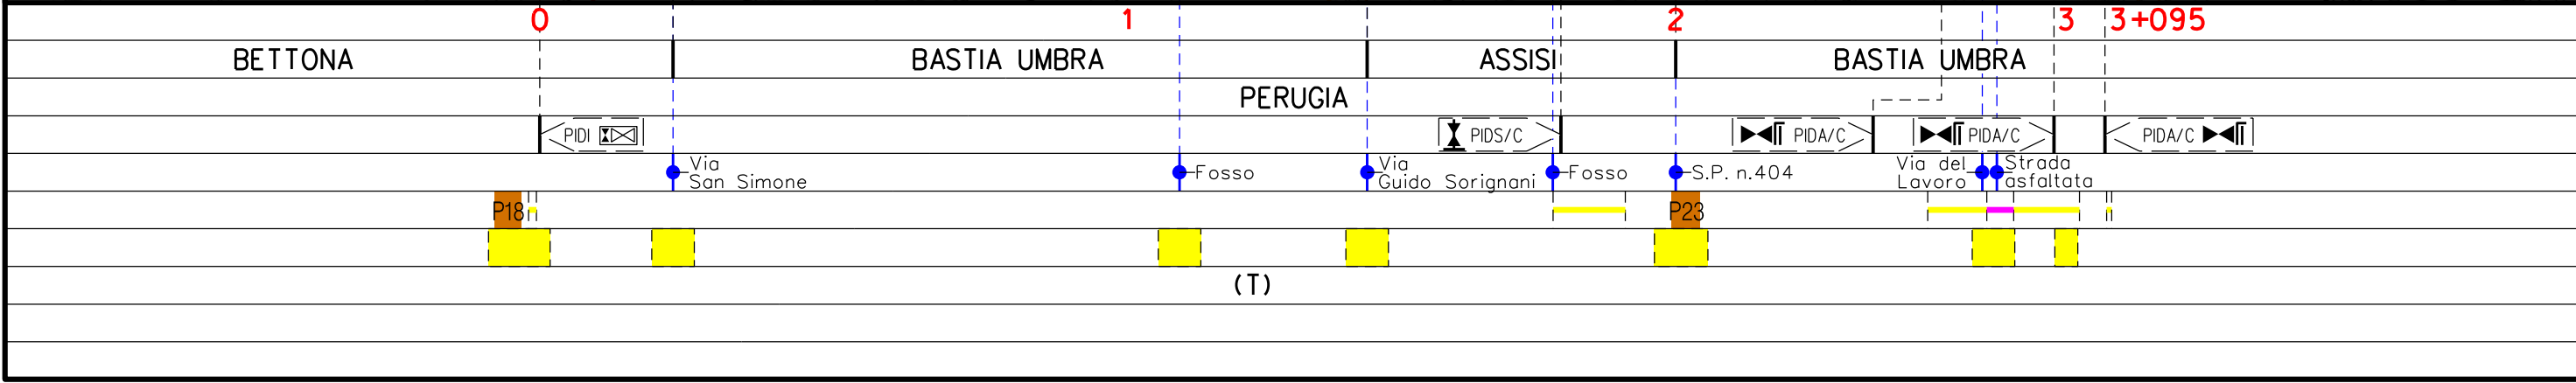 0 1 2 3 3+095
BETTONA BASTIA UMBRA ASSISI BASTIA UMBRA
PERUGIA
PIDI PIDS/C PIDA/C PIDA/C PIDA/C
Via San Simone
Fosso
Via Guido Sorignani
Fosso
S.P. n.404
Via del Lavoro
Strada asfaltata
P18 P23
(T)